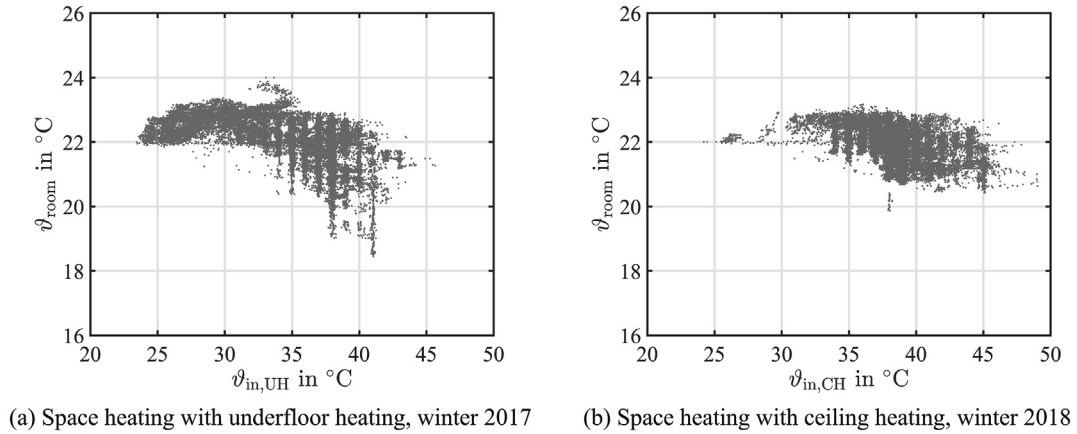 26
24
22
20
18
16
20 25 30 35 40 45 50
ϑroom in °C
ϑin,UH in °C
(a) Space heating with underfloor heating, winter 2017
26
24
22
20
18
16
20 25 30 35 40 45 50
ϑroom in °C
ϑin,CH in °C
(b) Space heating with ceiling heating, winter 2018